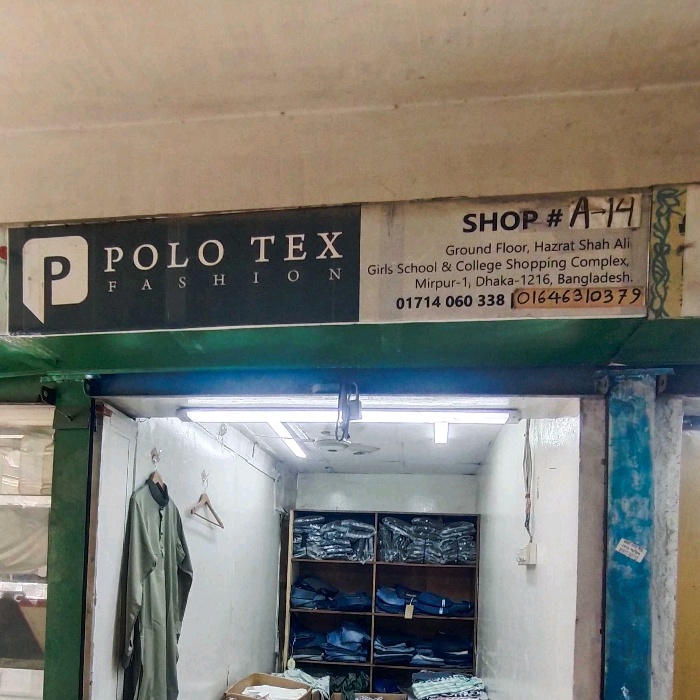 P
POLO TEX
FASHION
SHOP # A-14
Ground Floor, Hazrat Shah Ali
Girls School & College Shopping Complex,
Mirpur-1, Dhaka-1216, Bangladesh.
01714 060 338 | 01646310379